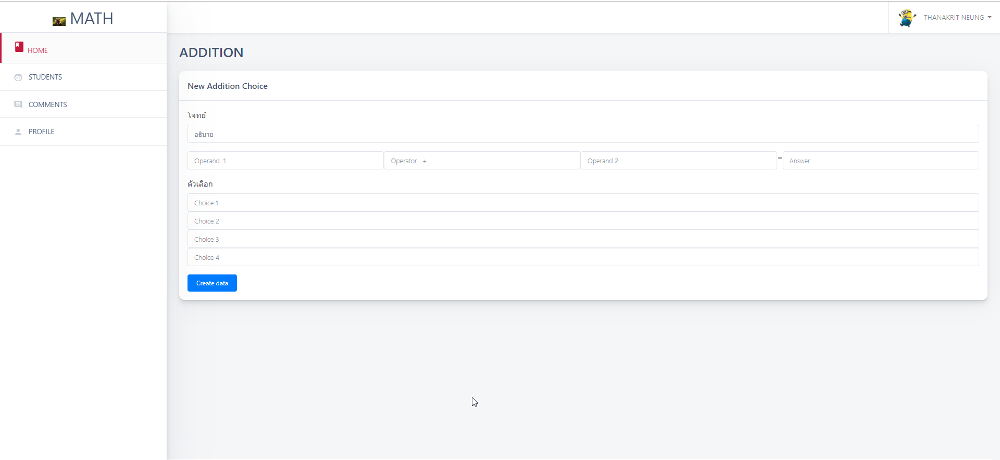 MATH
THANAKRIT NEUNG
HOME
STUDENTS
COMMENTS
PROFILE
ADDITION
New Addition Choice
โจทย์
อธิบาย
Operand 1 Operator + Operand 2 = Answer
ตัวเลือก
Choice 1
Choice 2
Choice 3
Choice 4
Create data